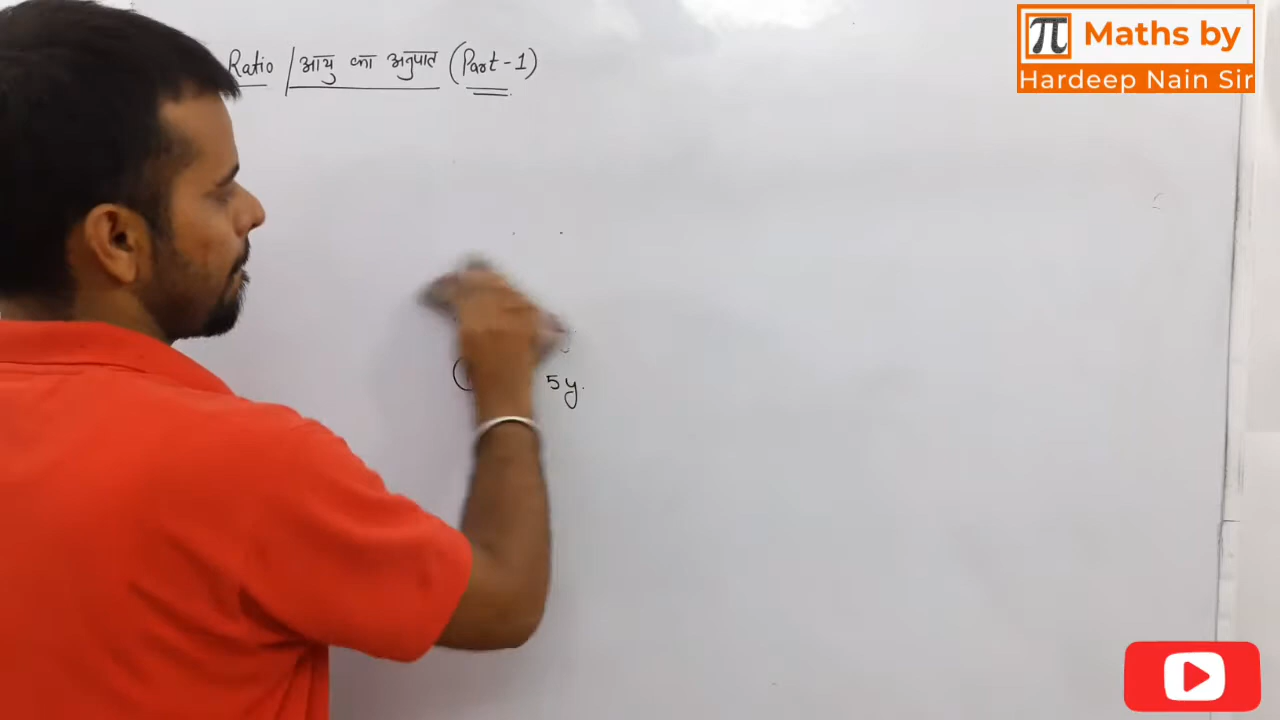 Ratio / आयु का अनुपात (Part-1)
5y.
π Maths by
Hardeep Nain Sir